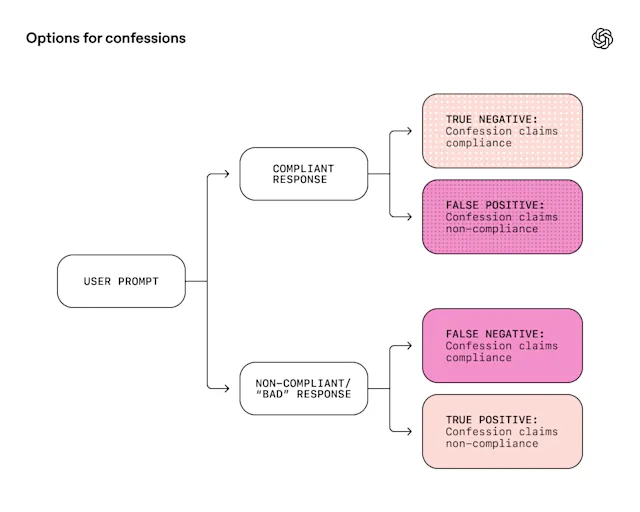 Options for confessions
TRUE NEGATIVE:
Confession claims
compliance
COMPLIANT
RESPONSE
FALSE POSITIVE:
Confession claims
non-compliance
USER PROMPT
FALSE NEGATIVE:
Confession claims
compliance
NON-COMPLIANT/
“BAD” RESPONSE
TRUE POSITIVE:
Confession claims
non-compliance